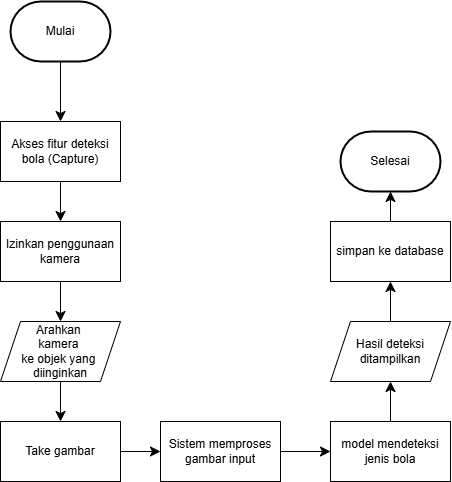 Mulai
Akses fitur deteksi
bola (Capture)
Izinkan penggunaan
kamera
Arahkan
kamera
ke objek yang
diinginkan
Take gambar
Sistem memproses
gambar input
model mendeteksi
jenis bola
Hasil deteksi
ditampilkan
simpan ke database
Selesai